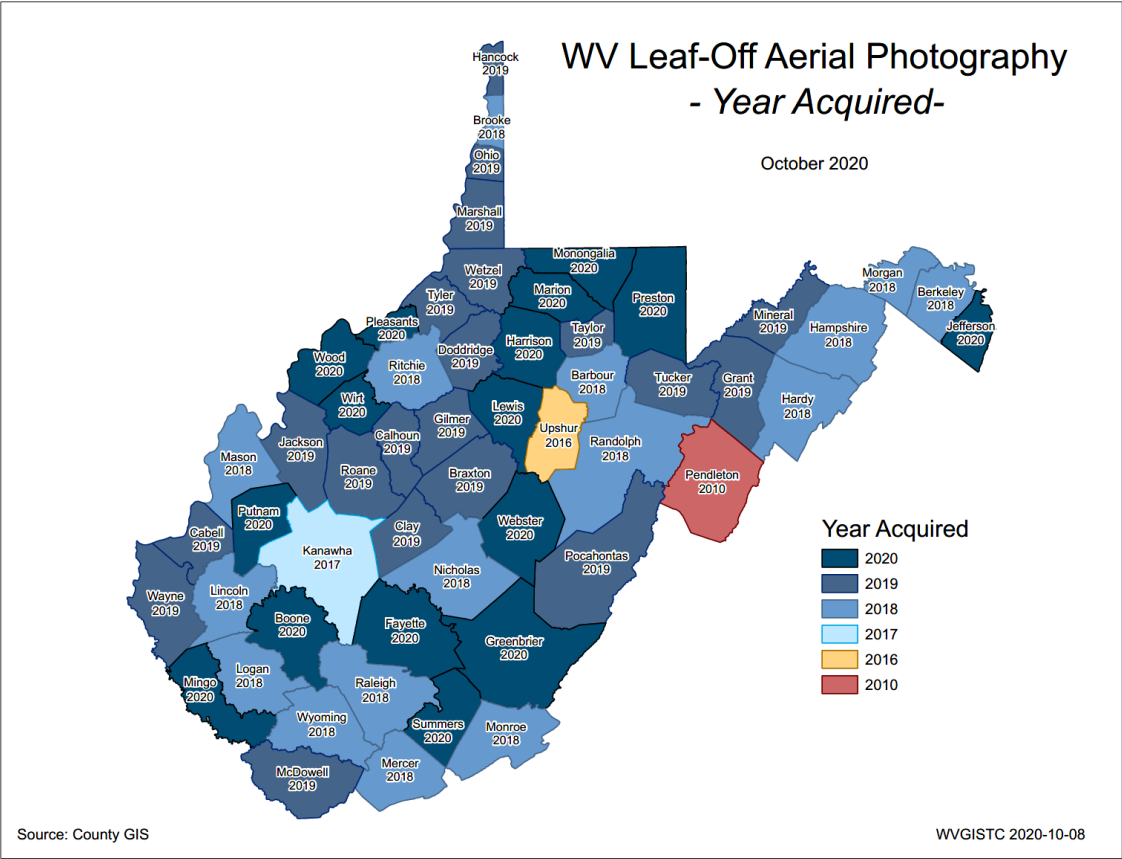 WV Leaf-Off Aerial Photography
- Year Acquired-
October 2020
Hancock
2019
Brooke
2018
Ohio
2019
Marshall
2019
Wetzel
2019
Monongalia
2020
Marion
2020
Preston
2020
Tyler
2019
Pleasants
2020
Doddridge
2019
Harrison
2020
Taylor
2019
Mineral
2019
Hampshire
2018
Morgan
2018
Berkeley
2018
Jefferson
2020
Wood
2020
Ritchie
2018
Barbour
2018
Tucker
2019
Grant
2019
Hardy
2018
Wirt
2020
Lewis
2020
Upshur
2016
Gilmer
2019
Calhoun
2019
Randolph
2018
Jackson
2019
Mason
2018
Roane
2019
Braxton
2019
Pendleton
2010
Putnam
2020
Cabell
2019
Kanawha
2017
Clay
2019
Webster
2020
Pocahontas
2019
Nicholas
2018
Wayne
2019
Lincoln
2018
Boone
2020
Fayette
2020
Greenbrier
2020
Logan
2018
Mingo
2020
Raleigh
2018
Wyoming
2018
Summers
2020
Monroe
2018
McDowell
2019
Mercer
2018
Year Acquired
2020
2019
2018
2017
2016
2010
Source: County GIS
WVGISTC 2020-10-08